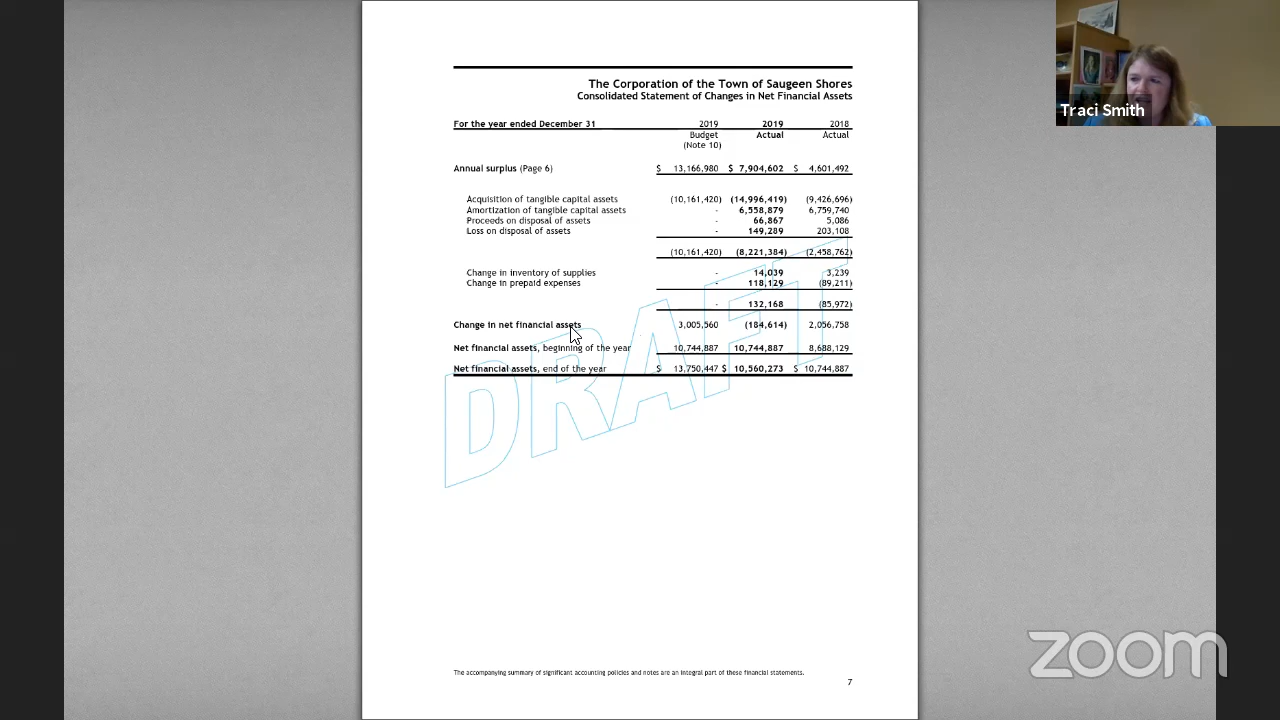 The Corporation of the Town of Saugeen Shores
Consolidated Statement of Changes in Net Financial Assets
For the year ended December 31 2019 2019 2018
Budget Actual Actual
(Note 10)
Annual surplus (Page 6) $ 13,166,980 $ 7,904,602 $ 4,601,492
Acquisition of tangible capital assets (10,161,420) (14,996,419) (9,426,696)
Amortization of tangible capital assets - 6,558,879 6,759,740
Proceeds on disposal of assets - 66,867 5,086
Loss on disposal of assets - 149,289 203,108
(10,161,420) (8,221,384) (2,458,762)
Change in inventory of supplies - 14,039 3,239
Change in prepaid expenses - 118,129 (89,211)
- 132,168 (85,972)
Change in net financial assets 3,005,560 (184,614) 2,056,758
Net financial assets, beginning of the year 10,744,887 10,744,887 8,688,129
Net financial assets, end of the year $ 13,750,447 $ 10,560,273 $ 10,744,887
DRAFT
The accompanying summary of significant accounting policies and notes are an integral part of these financial statements.
7
Traci Smith
zoom